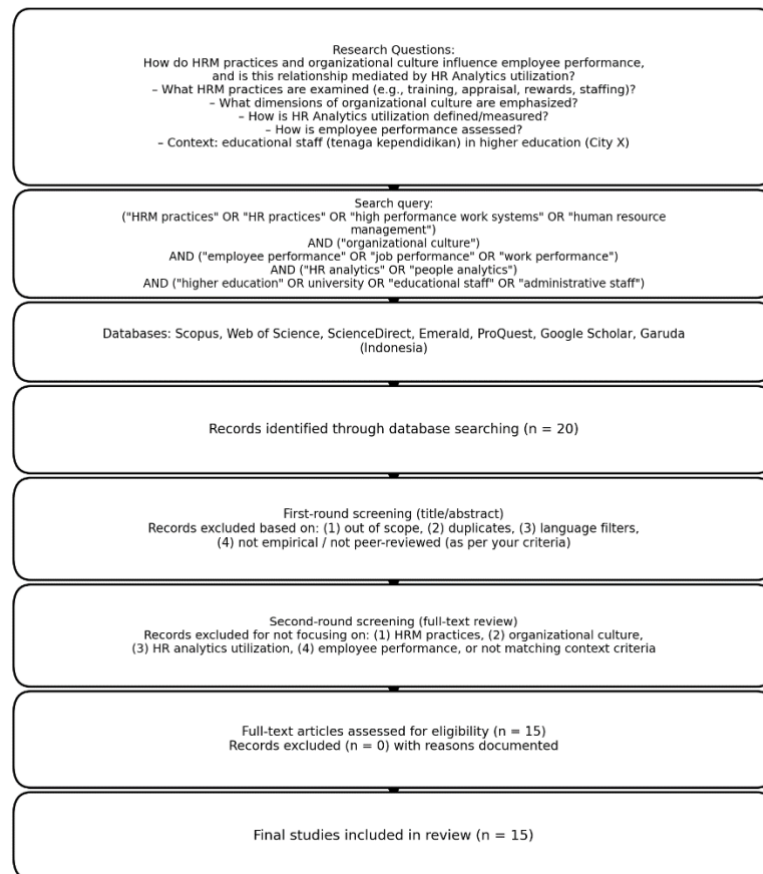 Research Questions:
How do HRM practices and organizational culture influence employee performance,
and is this relationship mediated by HR Analytics utilization?
– What HRM practices are examined (e.g., training, appraisal, rewards, staffing)?
– What dimensions of organizational culture are emphasized?
– How is HR Analytics utilization defined/measured?
– How is employee performance assessed?
– Context: educational staff (tenaga kependidikan) in higher education (City X)
Search query:
("HRM practices" OR "HR practices" OR "high performance work systems" OR "human resource
management")
AND ("organizational culture")
AND ("employee performance" OR "job performance" OR "work performance")
AND ("HR analytics" OR "people analytics")
AND ("higher education" OR university OR "educational staff" OR "administrative staff")
Databases: Scopus, Web of Science, ScienceDirect, Emerald, ProQuest, Google Scholar, Garuda
(Indonesia)
Records identified through database searching (n = 20)
First-round screening (title/abstract)
Records excluded based on: (1) out of scope, (2) duplicates, (3) language filters,
(4) not empirical / not peer-reviewed (as per your criteria)
Second-round screening (full-text review)
Records excluded for not focusing on: (1) HRM practices, (2) organizational culture,
(3) HR analytics utilization, (4) employee performance, or not matching context criteria
Full-text articles assessed for eligibility (n = 15)
Records excluded (n = 0) with reasons documented
Final studies included in review (n = 15)